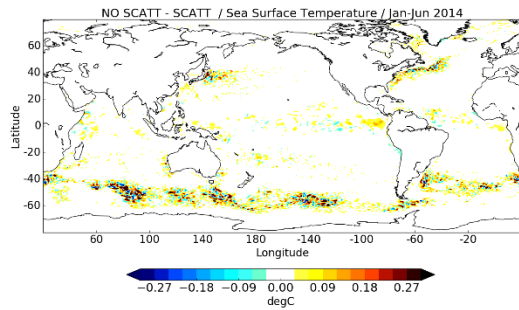 NO SCATT - SCATT / Sea Surface Temperature / Jan-Jun 2014
60
40
20
0
-20
-40
-60
Latitude
60 100 140 180 -140 -100 -60 -20
Longitude
−0.27 −0.18 −0.09 0.00 0.09 0.18 0.27
degC